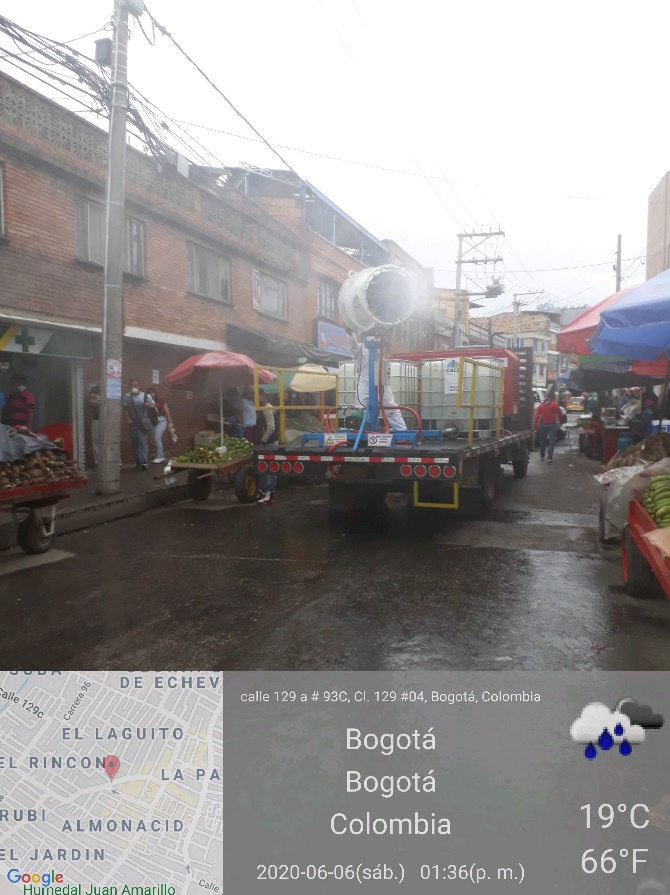 CALD
CUBA
DE ECHEV
Calle 129c
Carrera 96
EL LAGUITO
EL RINCON
LA PA
RUBI
ALMONACID
EL JARDIN
Calle
Google
Humedal Juan Amarillo
calle 129 a # 93C, Cl. 129 #04, Bogotá, Colombia
Bogotá
Bogotá
Colombia
2020-06-06(sáb.) 01:36(p. m.)
19°C
66°F